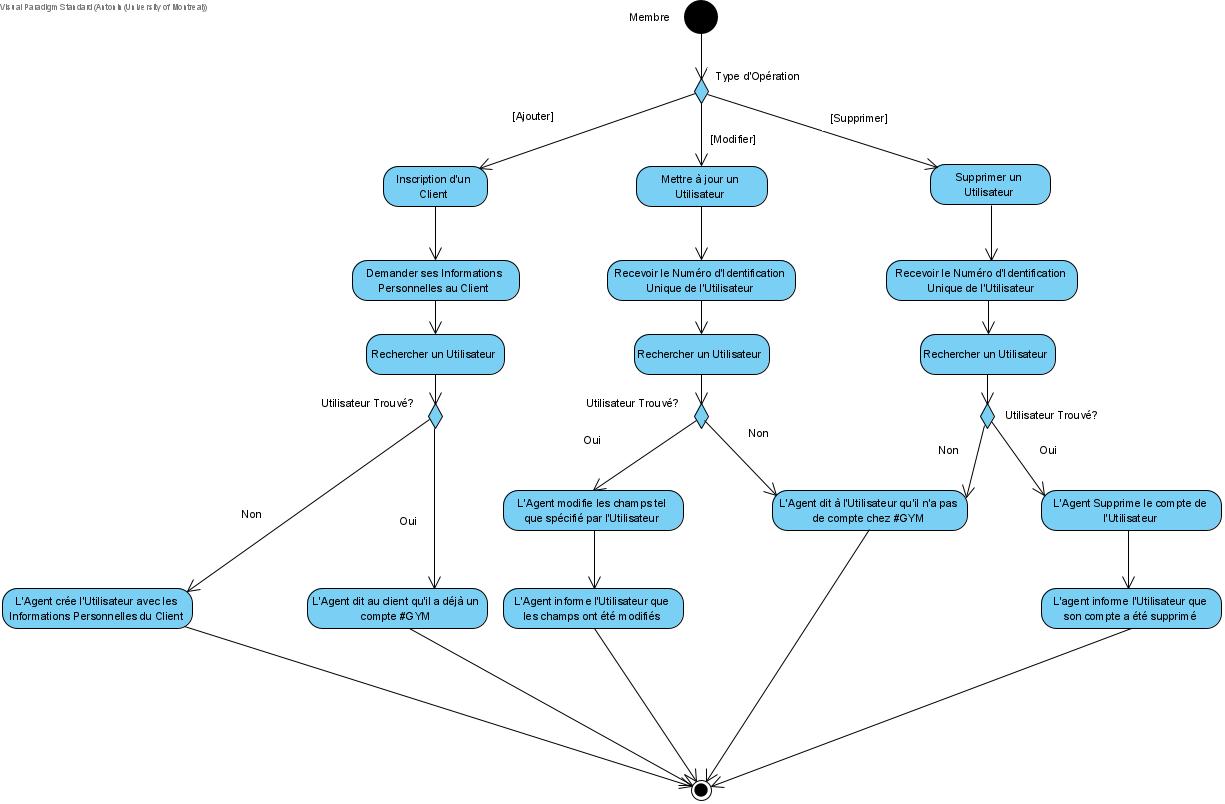 Visual Paradigm Standard (Antonin (University of Montreal))
Membre
Type d'Opération
[Ajouter]
[Modifier]
[Supprimer]
Inscription d'un
Client
Mettre à jour un
Utilisateur
Supprimer un
Utilisateur
Demander ses Informations
Personnelles au Client
Recevoir le Numéro d'Identification
Unique de l'Utilisateur
Recevoir le Numéro d'Identification
Unique de l'Utilisateur
Rechercher un Utilisateur
Rechercher un Utilisateur
Rechercher un Utilisateur
Utilisateur Trouvé?
Utilisateur Trouvé?
Utilisateur Trouvé?
Non
Oui
Oui
Non
Non
Oui
L'Agent modifie les champs tel
que spécifié par l'Utilisateur
L'Agent dit à l'Utilisateur qu'il n'a pas
de compte chez #GYM
L'Agent Supprime le compte de
l'Utilisateur
L'Agent crée l'Utilisateur avec les
Informations Personnelles du Client
L'Agent dit au client qu'il a déjà un
compte #GYM
L'Agent informe l'Utilisateur que
les champs ont été modifiés
L'agent informe l'Utilisateur que
son compte a été supprimé